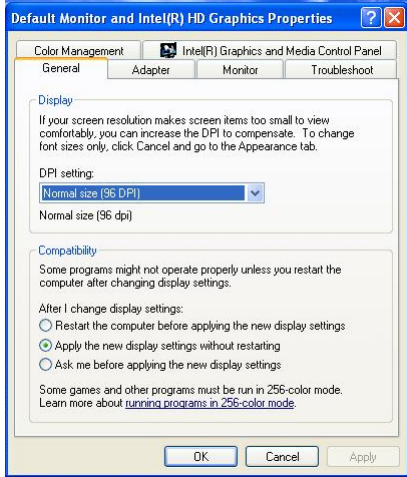 Default Monitor and Intel(R) HD Graphics Properties
Color Management
Intel(R) Graphics and Media Control Panel
General
Adapter
Monitor
Troubleshoot
Display
If your screen resolution makes screen items too small to view
comfortably, you can increase the DPI to compensate. To change
font sizes only, click Cancel and go to the Appearance tab.
DPI setting:
Normal size (96 DPI)
Normal size (96 dpi)
Compatibility
Some programs might not operate properly unless you restart the
computer after changing display settings.
After I change display settings:
Restart the computer before applying the new display settings
Apply the new display settings without restarting
Ask me before applying the new display settings
Some games and other programs must be run in 256-color mode.
Learn more about running programs in 256-color mode.
OK
Cancel
Apply